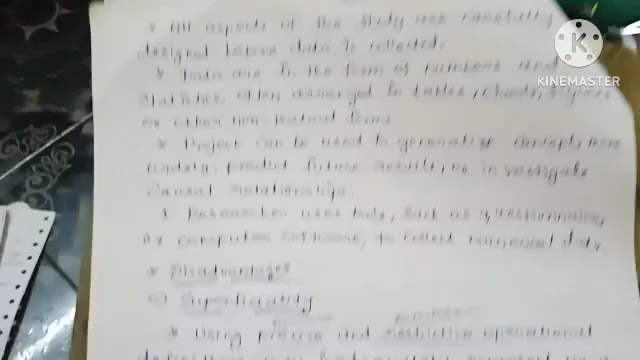 * All aspects of the study are carefully
designed before data is collected.
* Data are in the form of numbers and
statistics often arranged in tables, charts, figures
or other non textual forms
* Project can be used to generalize concepts more
widely, predict future results, or investigate
causal relationships.
* Researcher uses tools, such as questionnaires,
or computer software, to collect numerical data.
* Disadvantages
Superficiality
* Using precise and restrictive operational
KINEMASTER